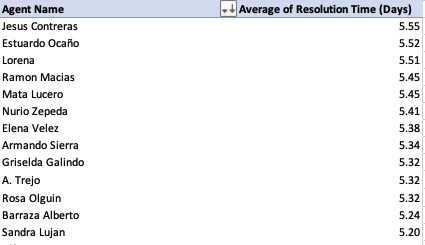 Agent Name Average of Resolution Time (Days)
Jesus Contreras 5.55
Estuardo Ocaño 5.52
Lorena 5.51
Ramon Macias 5.45
Mata Lucero 5.45
Nurio Zepeda 5.41
Elena Velez 5.38
Armando Sierra 5.34
Griselda Galindo 5.32
A. Trejo 5.32
Rosa Olguin 5.32
Barraza Alberto 5.24
Sandra Lujan 5.20